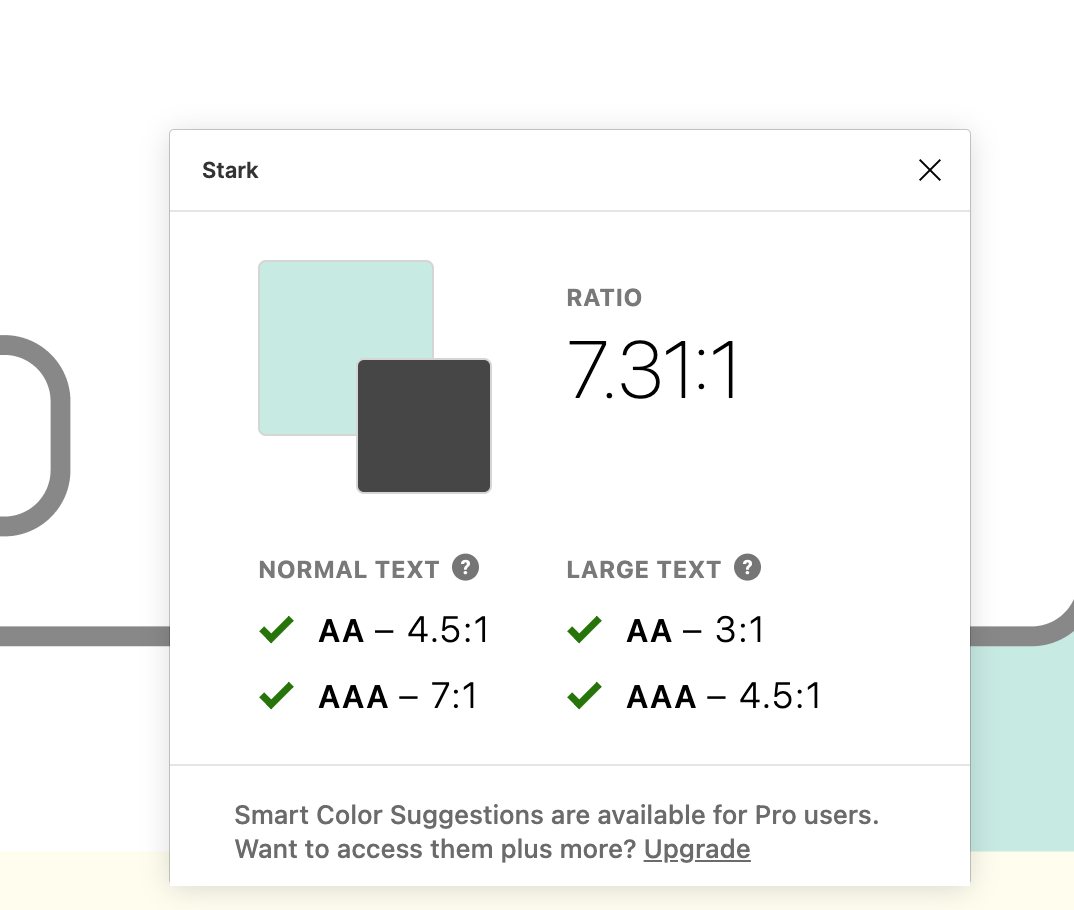 Stark
RATIO
7.31:1
NORMAL TEXT ?
AA – 4.5:1
AAA – 7:1
LARGE TEXT ?
AA – 3:1
AAA – 4.5:1
Smart Color Suggestions are available for Pro users.
Want to access them plus more? Upgrade